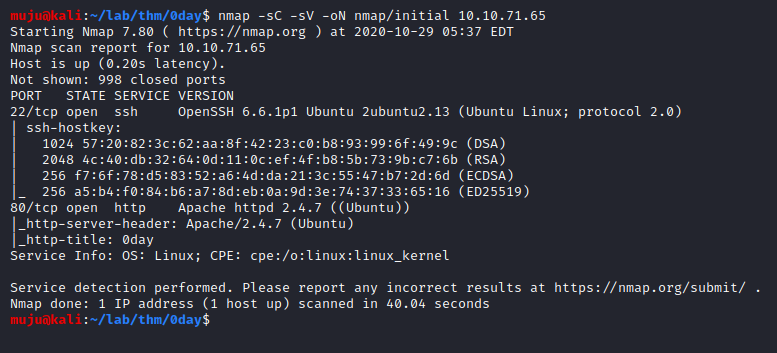 muju@kali:~/lab/thm/0day$ nmap -sC -sV -oN nmap/initial 10.10.71.65
Starting Nmap 7.80 ( https://nmap.org ) at 2020-10-29 05:37 EDT
Nmap scan report for 10.10.71.65
Host is up (0.20s latency).
Not shown: 998 closed ports
PORT   STATE SERVICE VERSION
22/tcp open  ssh     OpenSSH 6.6.1p1 Ubuntu 2ubuntu2.13 (Ubuntu Linux; protocol 2.0)
| ssh-hostkey:
|   1024 57:20:82:3c:62:aa:8f:42:23:c0:b8:93:99:6f:49:9c (DSA)
|   2048 4c:40:db:32:64:0d:11:0c:ef:4f:b8:5b:73:9b:c7:6b (RSA)
|   256 f7:6f:78:d5:83:52:a6:4d:da:21:3c:55:47:b7:2d:6d (ECDSA)
|_  256 a5:b4:f0:84:b6:a7:8d:eb:0a:9d:3e:74:37:33:65:16 (ED25519)
80/tcp open  http    Apache httpd 2.4.7 ((Ubuntu))
|_http-server-header: Apache/2.4.7 (Ubuntu)
|_http-title: 0day
Service Info: OS: Linux; CPE: cpe:/o:linux:linux_kernel
Service detection performed. Please report any incorrect results at https://nmap.org/submit/ .
Nmap done: 1 IP address (1 host up) scanned in 40.04 seconds
muju@kali:~/lab/thm/0day$